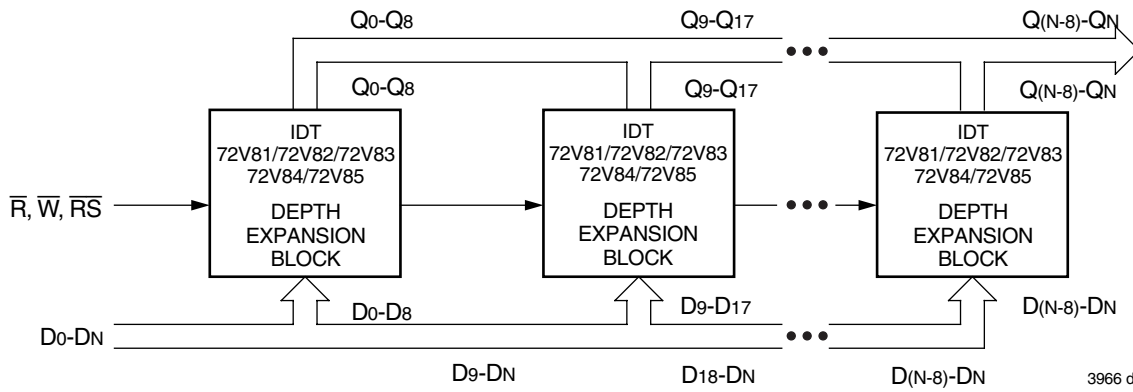 Q0-Q8 Q9-Q17 Q(N-8)-QN
Q0-Q8 Q9-Q17 Q(N-8)-QN
IDT
72V81/72V82/72V83
72V84/72V85
DEPTH
EXPANSION
BLOCK
IDT
72V81/72V82/72V83
72V84/72V85
DEPTH
EXPANSION
BLOCK
IDT
72V81/72V82/72V83
72V84/72V85
DEPTH
EXPANSION
BLOCK
R̅, W̅, R̅S̅
D0-D8 D9-D17 D(N-8)-DN
D0-DN
D9-DN D18-DN D(N-8)-DN
3966 d